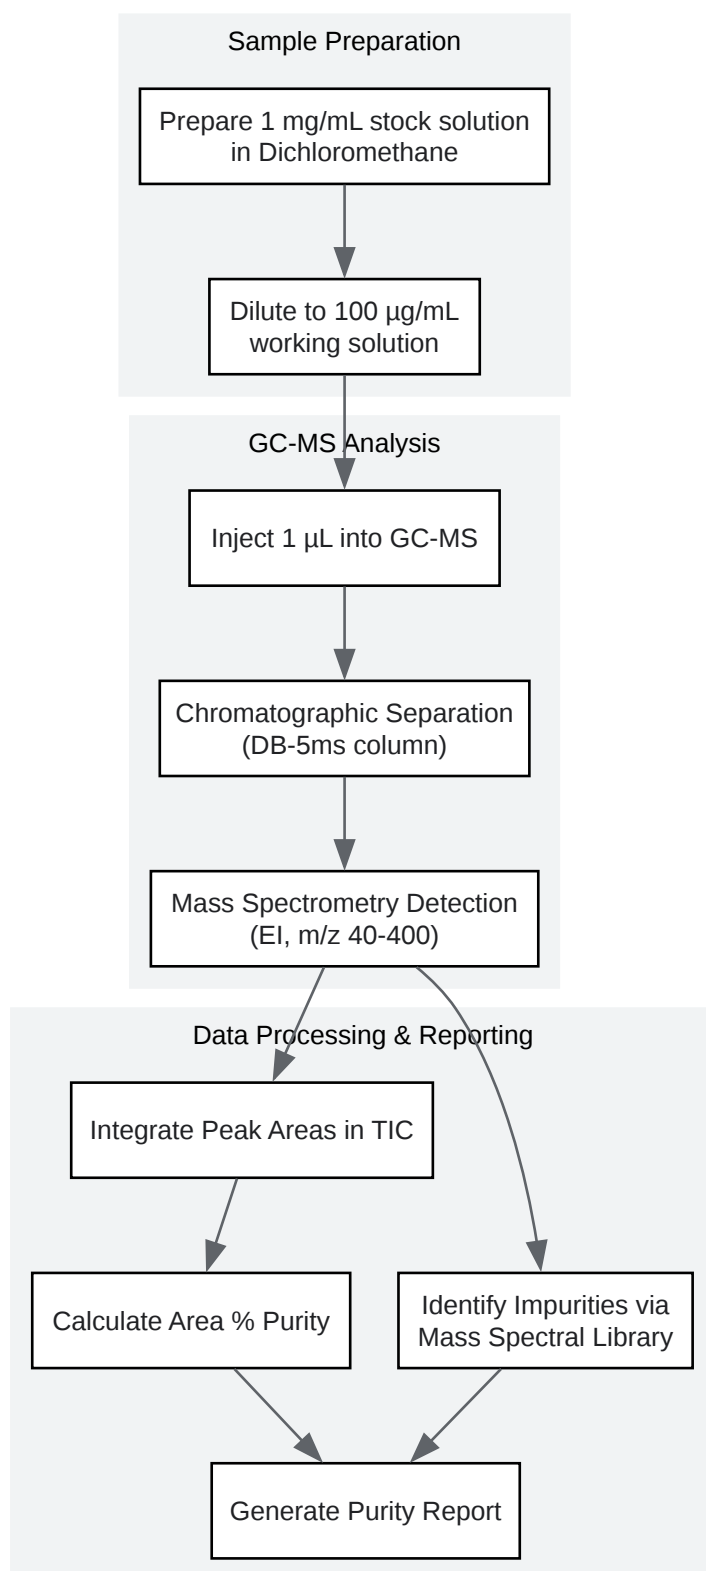 Sample Preparation
Prepare 1 mg/mL stock solution
in Dichloromethane
Dilute to 100 µg/mL
working solution
GC-MS Analysis
Inject 1 µL into GC-MS
Chromatographic Separation
(DB-5ms column)
Mass Spectrometry Detection
(EI, m/z 40-400)
Data Processing & Reporting
Integrate Peak Areas in TIC
Calculate Area % Purity
Identify Impurities via
Mass Spectral Library
Generate Purity Report